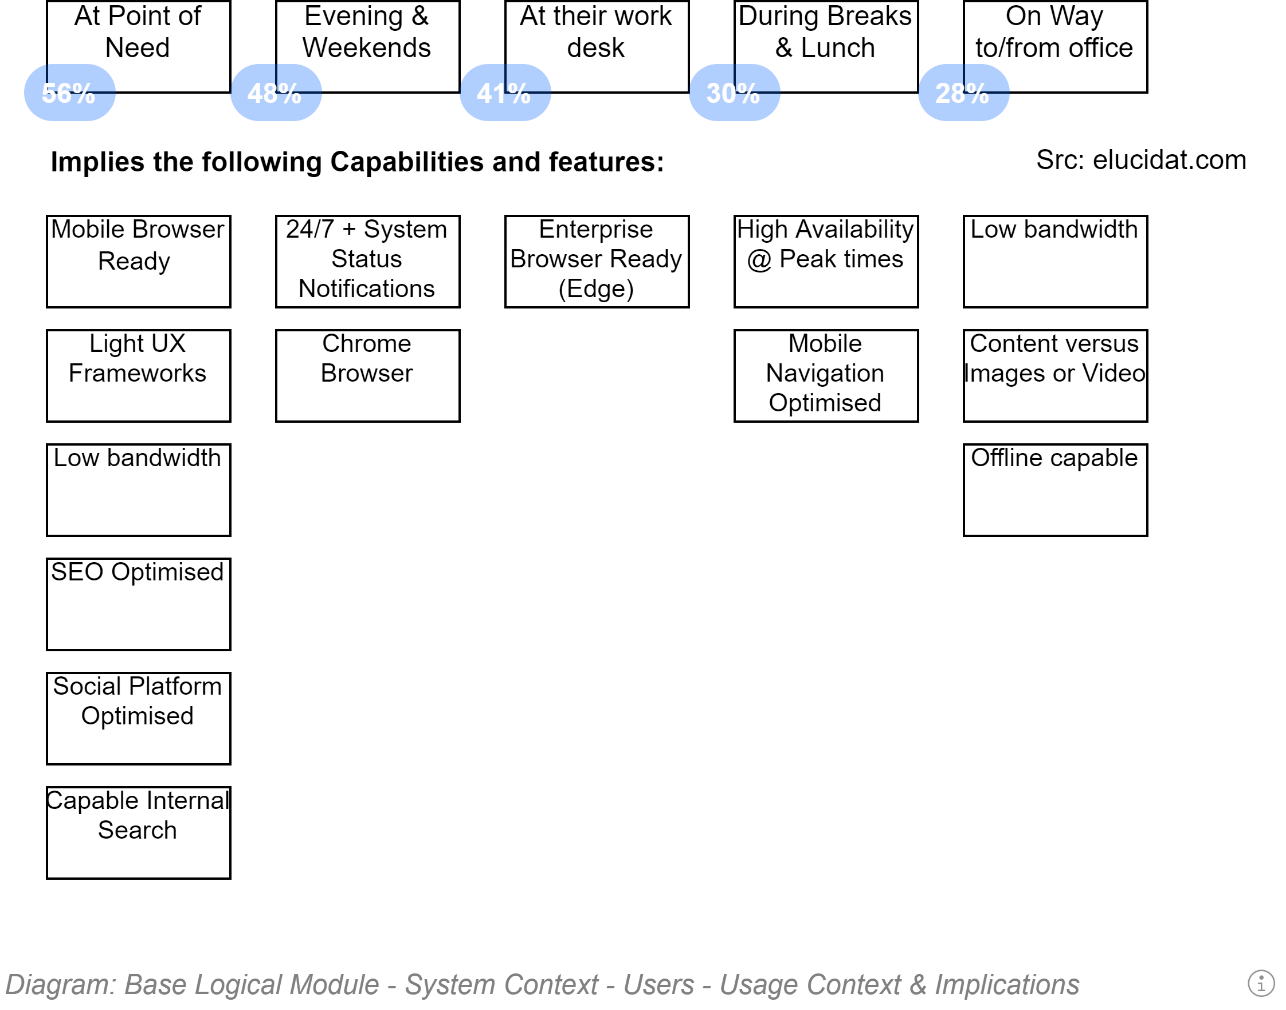 At Point of
Need
Evening &
Weekends
At their work
desk
During Breaks
& Lunch
On Way
to/from office
56%
48%
41%
30%
28%
Implies the following Capabilities and features:
Src: elucidat.com
Mobile Browser
Ready
24/7 + System
Status
Notifications
Enterprise
Browser Ready
(Edge)
High Availability
@ Peak times
Low bandwidth
Light UX
Frameworks
Chrome
Browser
Mobile
Navigation
Optimised
Content versus
Images or Video
Low bandwidth
Offline capable
SEO Optimised
Social Platform
Optimised
Capable Internal
Search
Diagram: Base Logical Module - System Context - Users - Usage Context & Implications